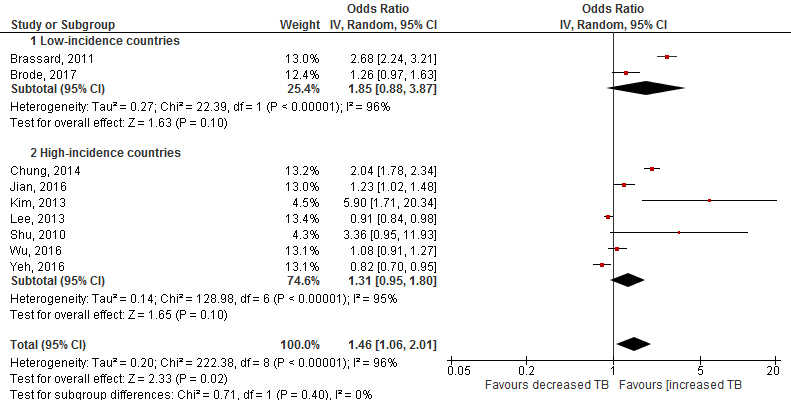 Odds Ratio Odds Ratio
Study or Subgroup Weight IV, Random, 95% CI IV, Random, 95% CI
1 Low-incidence countries
Brassard, 2011 13.0% 2.68 [2.24, 3.21]
Brode, 2017 12.4% 1.26 [0.97, 1.63]
Subtotal (95% CI) 25.4% 1.85 [0.88, 3.87]
Heterogeneity: Tau² = 0.27; Chi² = 22.39, df = 1 (P < 0.00001); I² = 96%
Test for overall effect: Z = 1.63 (P = 0.10)
2 High-incidence countries
Chung, 2014 13.2% 2.04 [1.78, 2.34]
Jian, 2016 13.0% 1.23 [1.02, 1.48]
Kim, 2013 4.5% 5.90 [1.71, 20.34]
Lee, 2013 13.4% 0.91 [0.84, 0.98]
Shu, 2010 4.3% 3.36 [0.95, 11.93]
Wu, 2016 13.1% 1.08 [0.91, 1.27]
Yeh, 2016 13.1% 0.82 [0.70, 0.95]
Subtotal (95% CI) 74.6% 1.31 [0.95, 1.80]
Heterogeneity: Tau² = 0.14; Chi² = 128.98, df = 6 (P < 0.00001); I² = 95%
Test for overall effect: Z = 1.65 (P = 0.10)
Total (95% CI) 100.0% 1.46 [1.06, 2.01]
Heterogeneity: Tau² = 0.20; Chi² = 222.38, df = 8 (P < 0.00001); I² = 96%
Test for overall effect: Z = 2.33 (P = 0.02)
Test for subgroup differences: Chi² = 0.71, df = 1 (P = 0.40), I² = 0%
0.05 0.2 1 5 20
Favours decreased TB Favours [increased TB